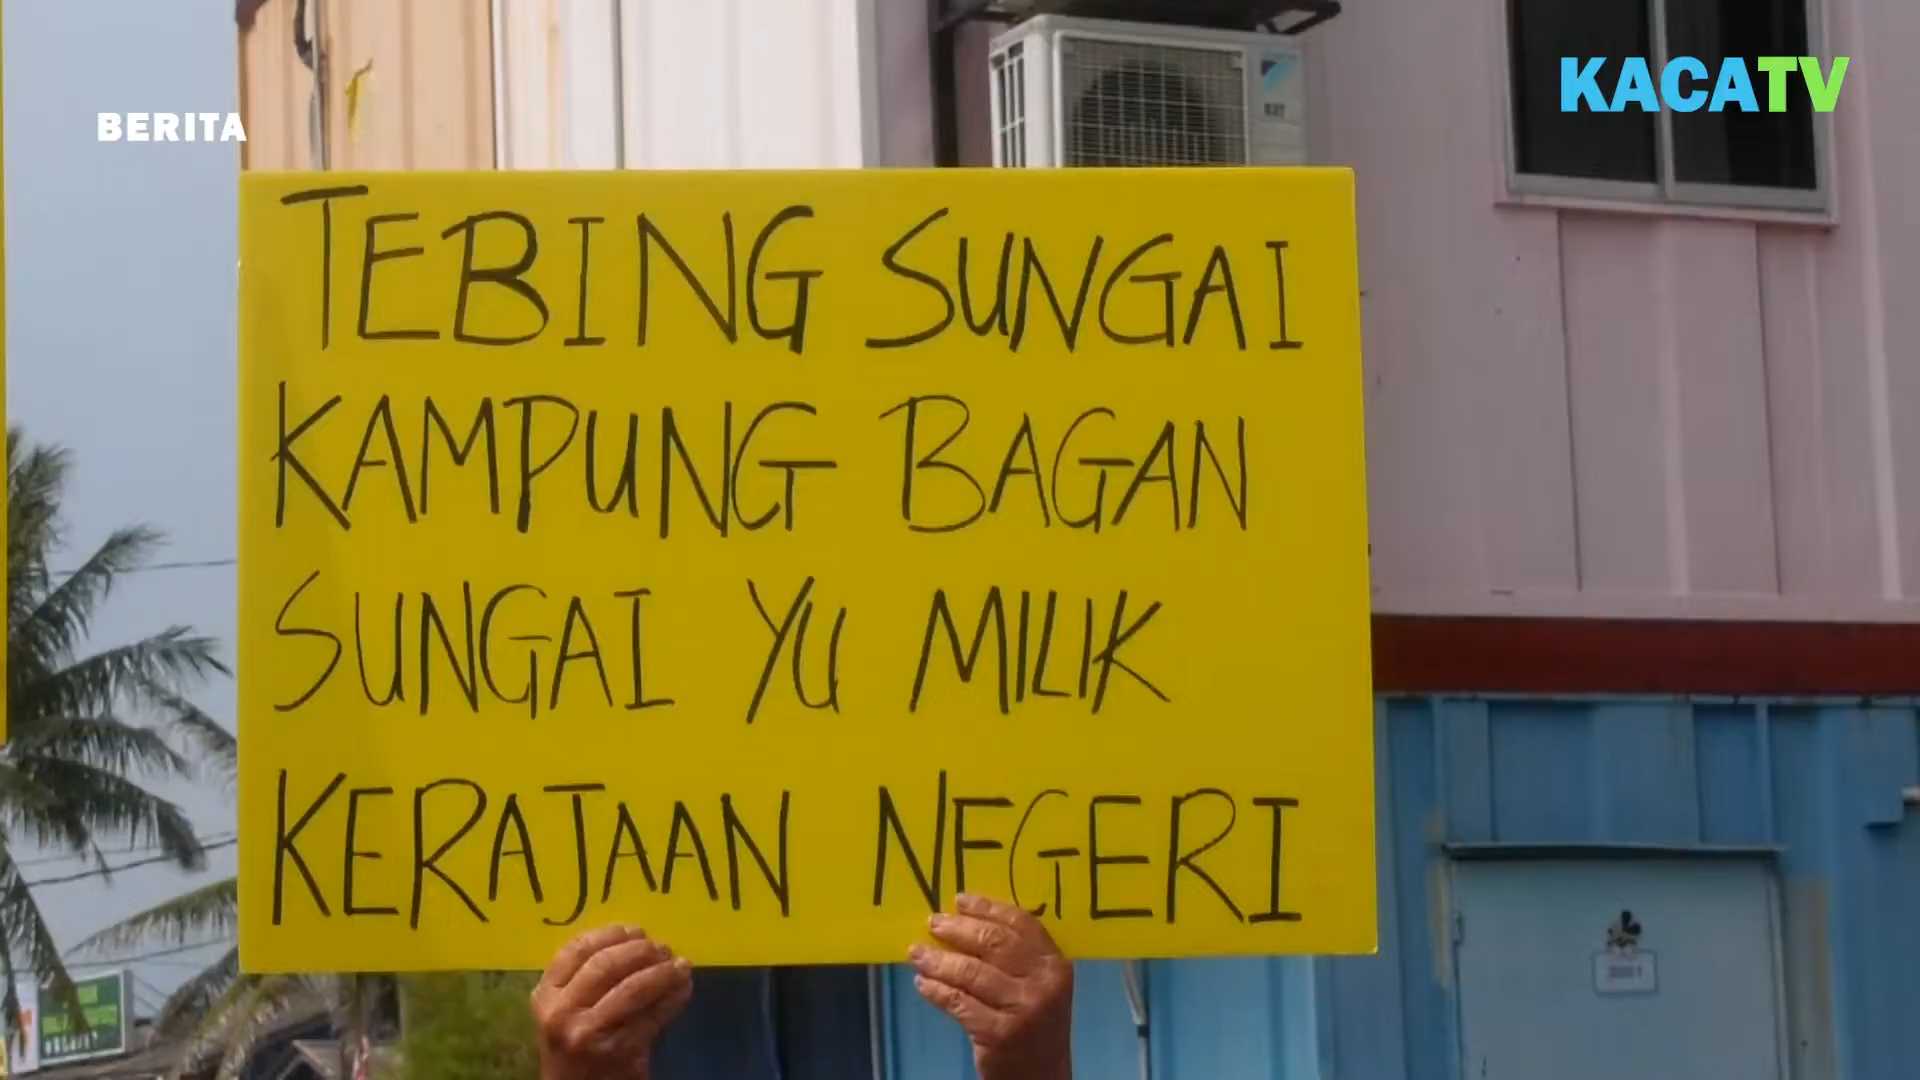 KACATV
BERITA
TEBING SUNGAI
KAMPUNG BAGAN
SUNGAI YU MILIK
KERAJAAN NEGERI